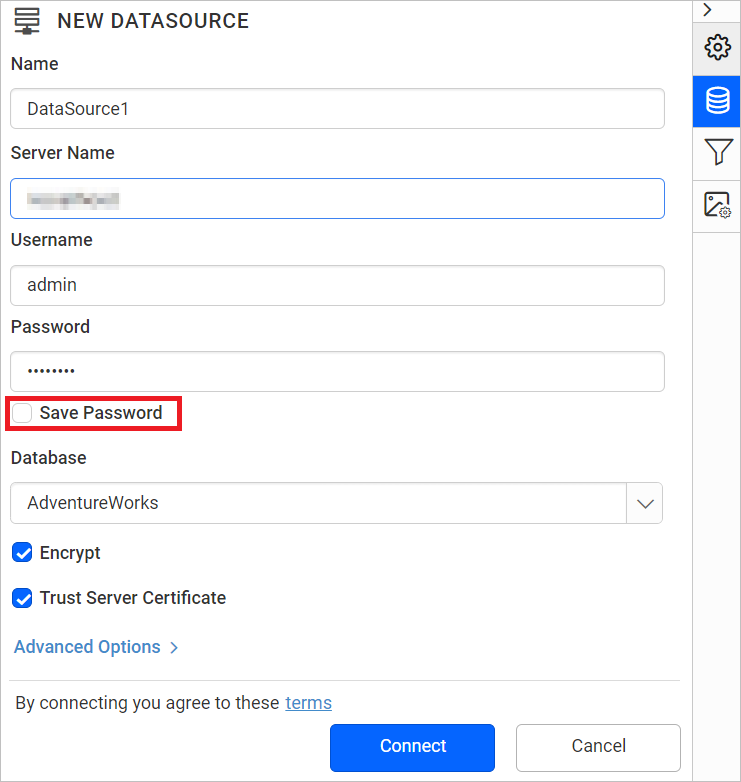 NEW DATASOURCE
Name
DataSource1
Server Name
Username
admin
Password
••••••••
Save Password
Database
AdventureWorks
Encrypt
Trust Server Certificate
Advanced Options
By connecting you agree to these terms
Connect Cancel